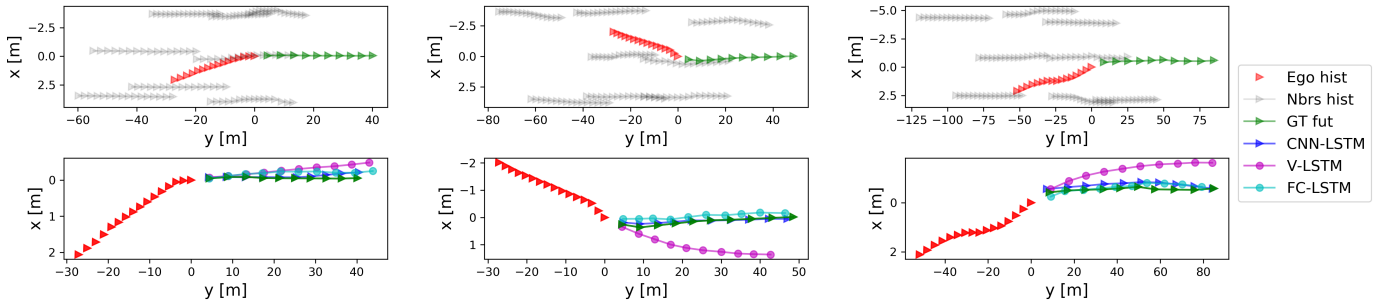 −2.5
0.0
2.5
x [m]
−60 −40 −20 0 20 40
y [m]
−2.5
0.0
2.5
x [m]
−80 −60 −40 −20 0 20 40
y [m]
−5.0
−2.5
0.0
2.5
x [m]
−125 −100 −75 −50 −25 0 25 50 75
y [m]
Ego hist
Nbrs hist
GT fut
CNN-LSTM
V-LSTM
FC-LSTM
0
1
2
x [m]
−30 −20 −10 0 10 20 30 40
y [m]
−2
−1
0
1
x [m]
−30 −20 −10 0 10 20 30 40 50
y [m]
0
2
x [m]
−40 −20 0 20 40 60 80
y [m]